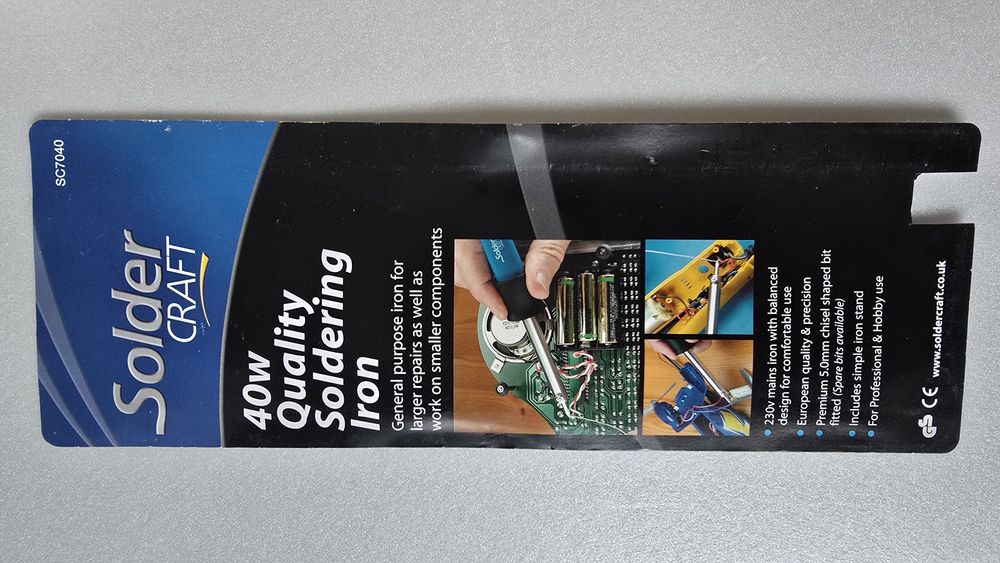 SC7040
Solder
CRAFT
40w
Quality
Soldering
Iron
General purpose iron for
larger repairs as well as
work on smaller components
230v mains iron with balanced
design for comfortable use
European quality & precision
Premium 5.0mm chisel shaped bit
fitted (Spare bits available)
Includes simple iron stand
For Professional & Hobby use
GS CE
www.soldercraft.co.uk